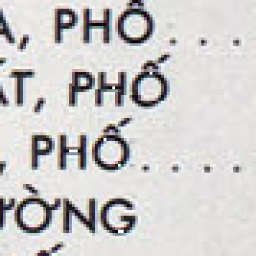 , PHỐ . . . .
ẤT, PHỐ
, PHỐ . . . .
ƯỜNG